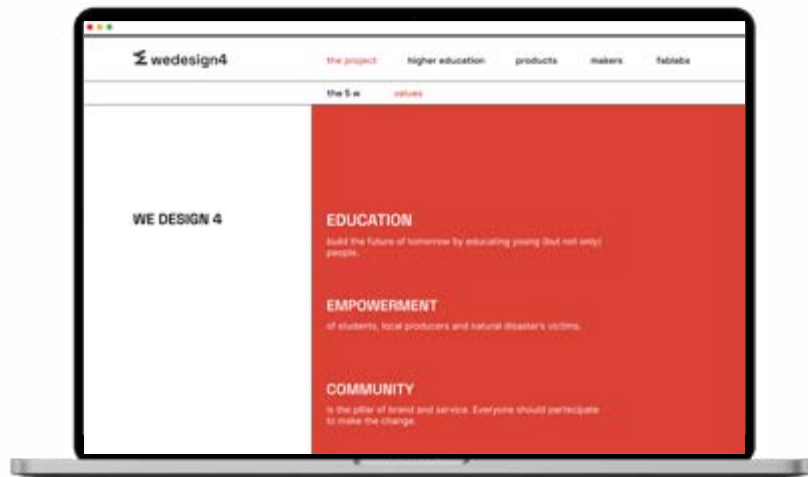 wedesign4
the project higher education products makers fablabs
the 5 w values
WE DESIGN 4
EDUCATION
build the future of tomorrow by educating young (but not only)
people.
EMPOWERMENT
of students, local producers and natural disaster's victims.
COMMUNITY
is the pillar of brand and service. Everyone should partecipate
to make the change.